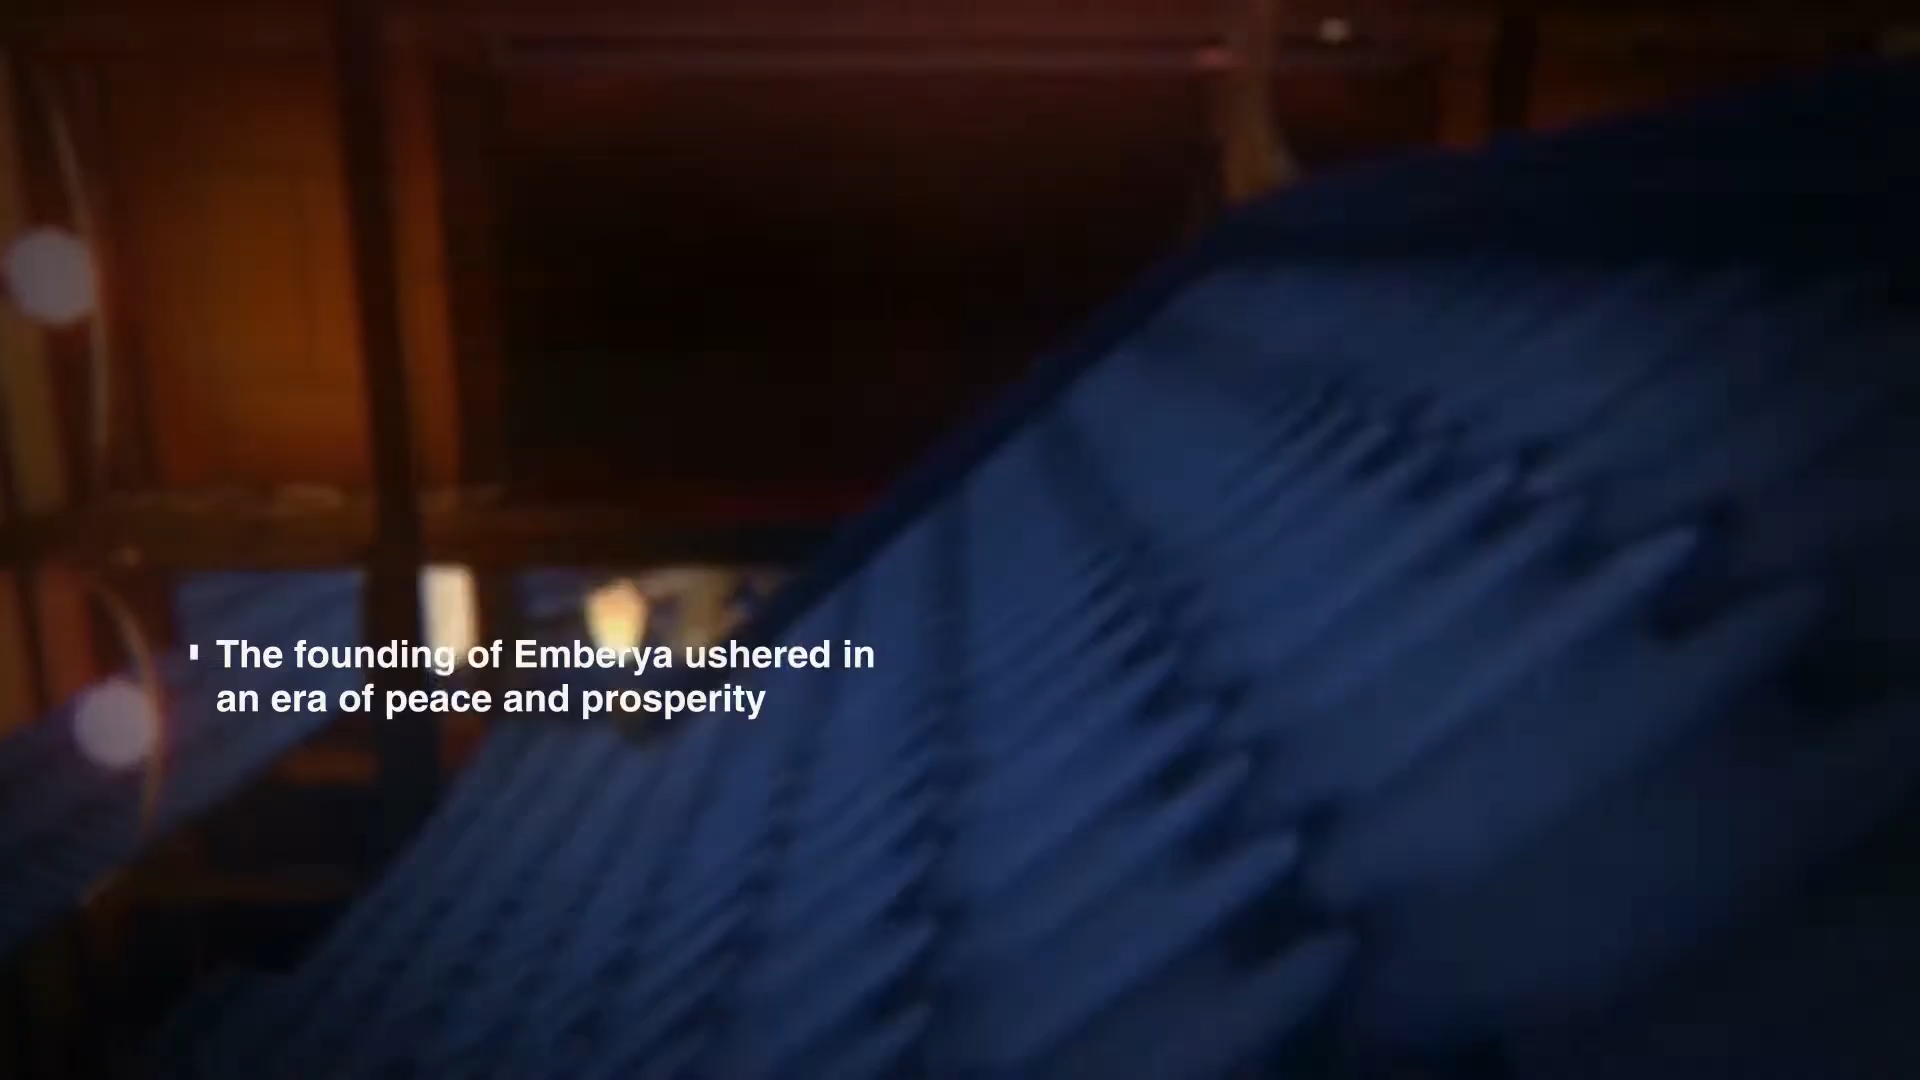 The founding of Emberya ushered in
an era of peace and prosperity